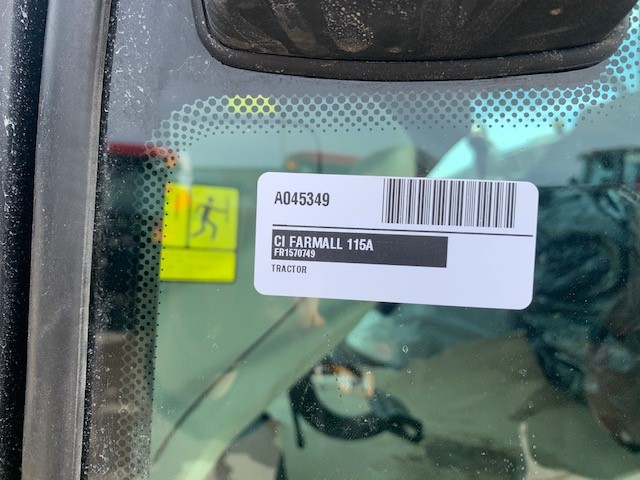 A045349
CI FARMALL 115A
FR1570749
TRACTOR